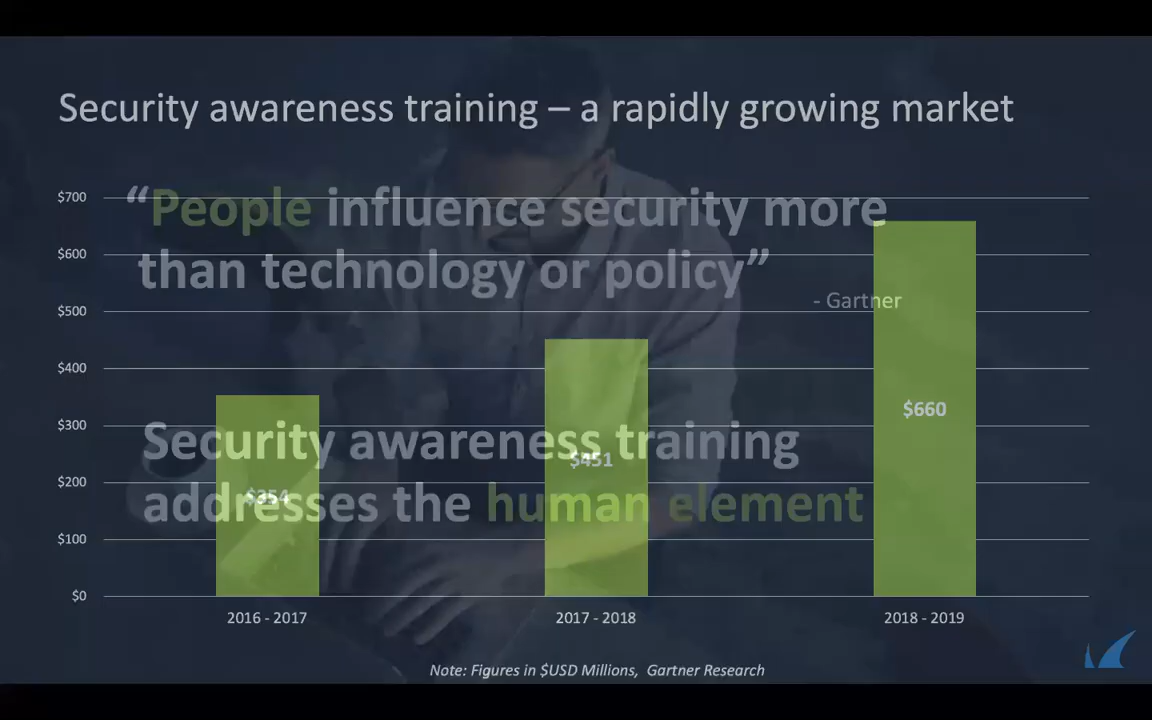 Security awareness training – a rapidly growing market
$700
“People influence security more
than technology or policy”
$600
- Gartner
$500
$400
$300
Security awareness training
$660
$451
$200
$354
addresses the human element
$100
$0
2016 - 2017
2017 - 2018
2018 - 2019
Note: Figures in $USD Millions, Gartner Research